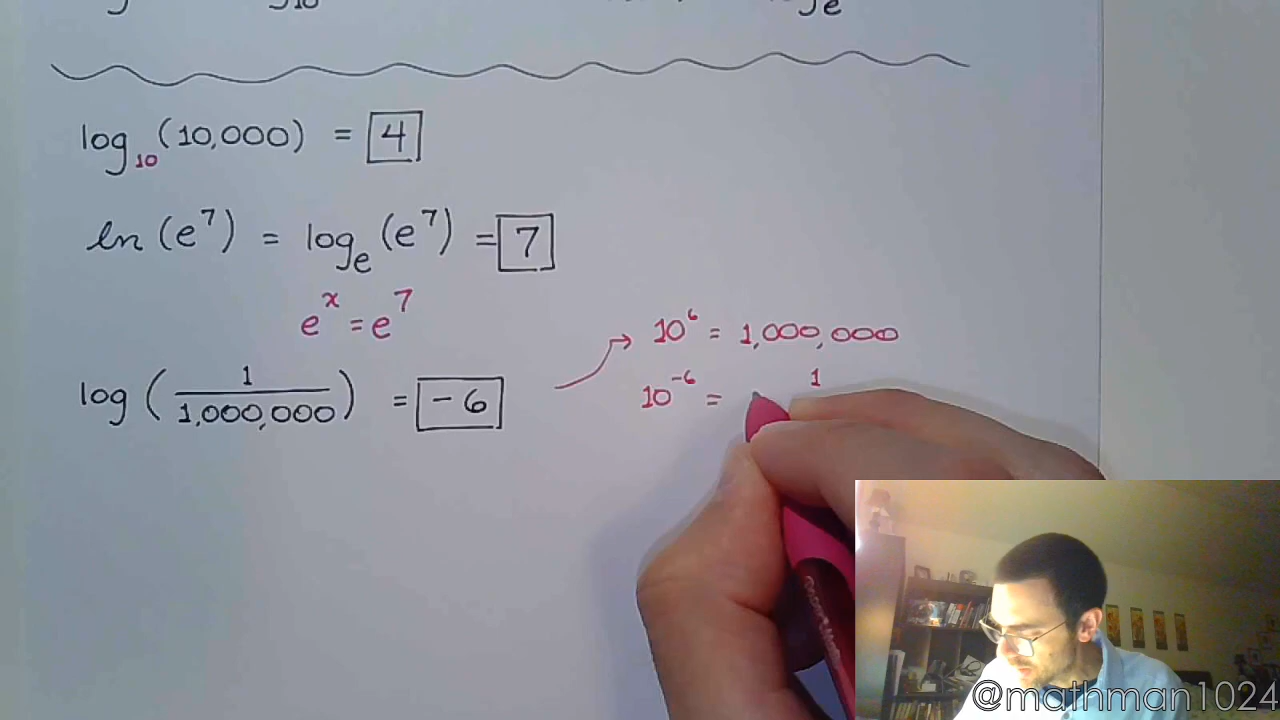 log₁₀(10,000) = 4
ln(e⁷) = logₑ(e⁷) = 7
eˣ = e⁷
10⁶ = 1,000,000
log(1/1,000,000) = -6
10⁻⁶ = 1
@mathman1024